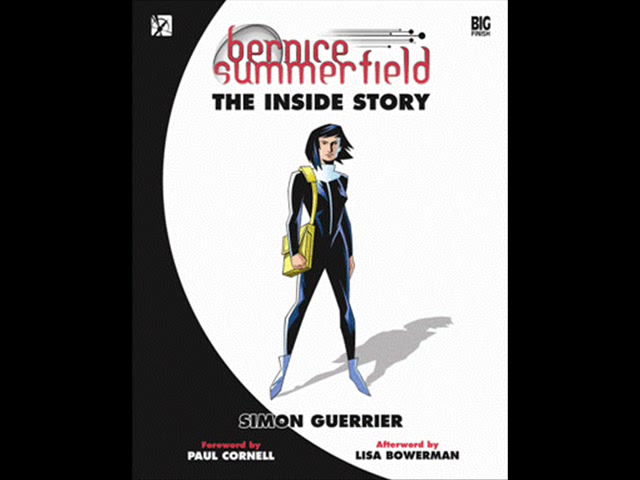 BIG
FINISH
bernice
summerfield
THE INSIDE STORY
SIMON GUERRIER
Foreword by
PAUL CORNELL
Afterword by
LISA BOWERMAN